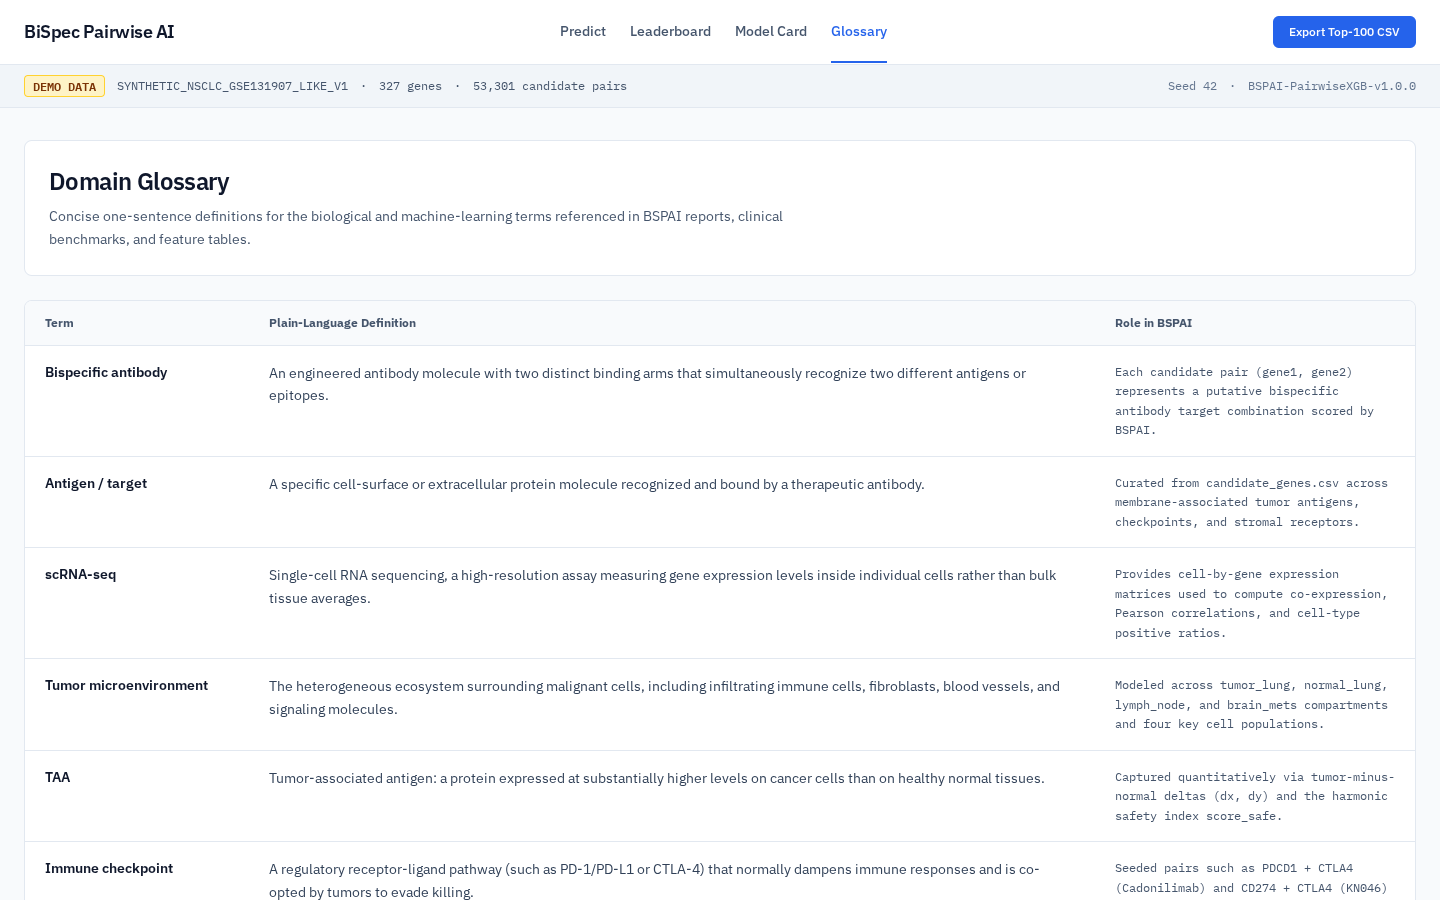 BiSpec Pairwise AI
Predict
Leaderboard
Model Card
Glossary
Export Top-100 CSV
DEMO DATA
SYNTHETIC_NSCLC_GSE131907_LIKE_V1 · 327 genes · 53,301 candidate pairs
Seed 42 · BSPAI-PairwiseXGB-v1.0.0
Domain Glossary
Concise one-sentence definitions for the biological and machine-learning terms referenced in BSPAI reports, clinical
benchmarks, and feature tables.
Term
Plain-Language Definition
Role in BSPAI
Bispecific antibody
An engineered antibody molecule with two distinct binding arms that simultaneously recognize two different antigens or
epitopes.
Each candidate pair (gene1, gene2)
represents a putative bispecific
antibody target combination scored by
BSPAI.
Antigen / target
A specific cell-surface or extracellular protein molecule recognized and bound by a therapeutic antibody.
Curated from candidate_genes.csv across
membrane-associated tumor antigens,
checkpoints, and stromal receptors.
scRNA-seq
Single-cell RNA sequencing, a high-resolution assay measuring gene expression levels inside individual cells rather than bulk
tissue averages.
Provides cell-by-gene expression
matrices used to compute co-expression,
Pearson correlations, and cell-type
positive ratios.
Tumor microenvironment
The heterogeneous ecosystem surrounding malignant cells, including infiltrating immune cells, fibroblasts, blood vessels, and
signaling molecules.
Modeled across tumor_lung, normal_lung,
lymph_node, and brain_mets compartments
and four key cell populations.
TAA
Tumor-associated antigen: a protein expressed at substantially higher levels on cancer cells than on healthy normal tissues.
Captured quantitatively via tumor-minus-
normal deltas (dx, dy) and the harmonic
safety index score_safe.
Immune checkpoint
A regulatory receptor-ligand pathway (such as PD-1/PD-L1 or CTLA-4) that normally dampens immune responses and is co-
opted by tumors to evade killing.
Seeded pairs such as PDCD1 + CTLA4
(Cadonilimab) and CD274 + CTLA4 (KN046)